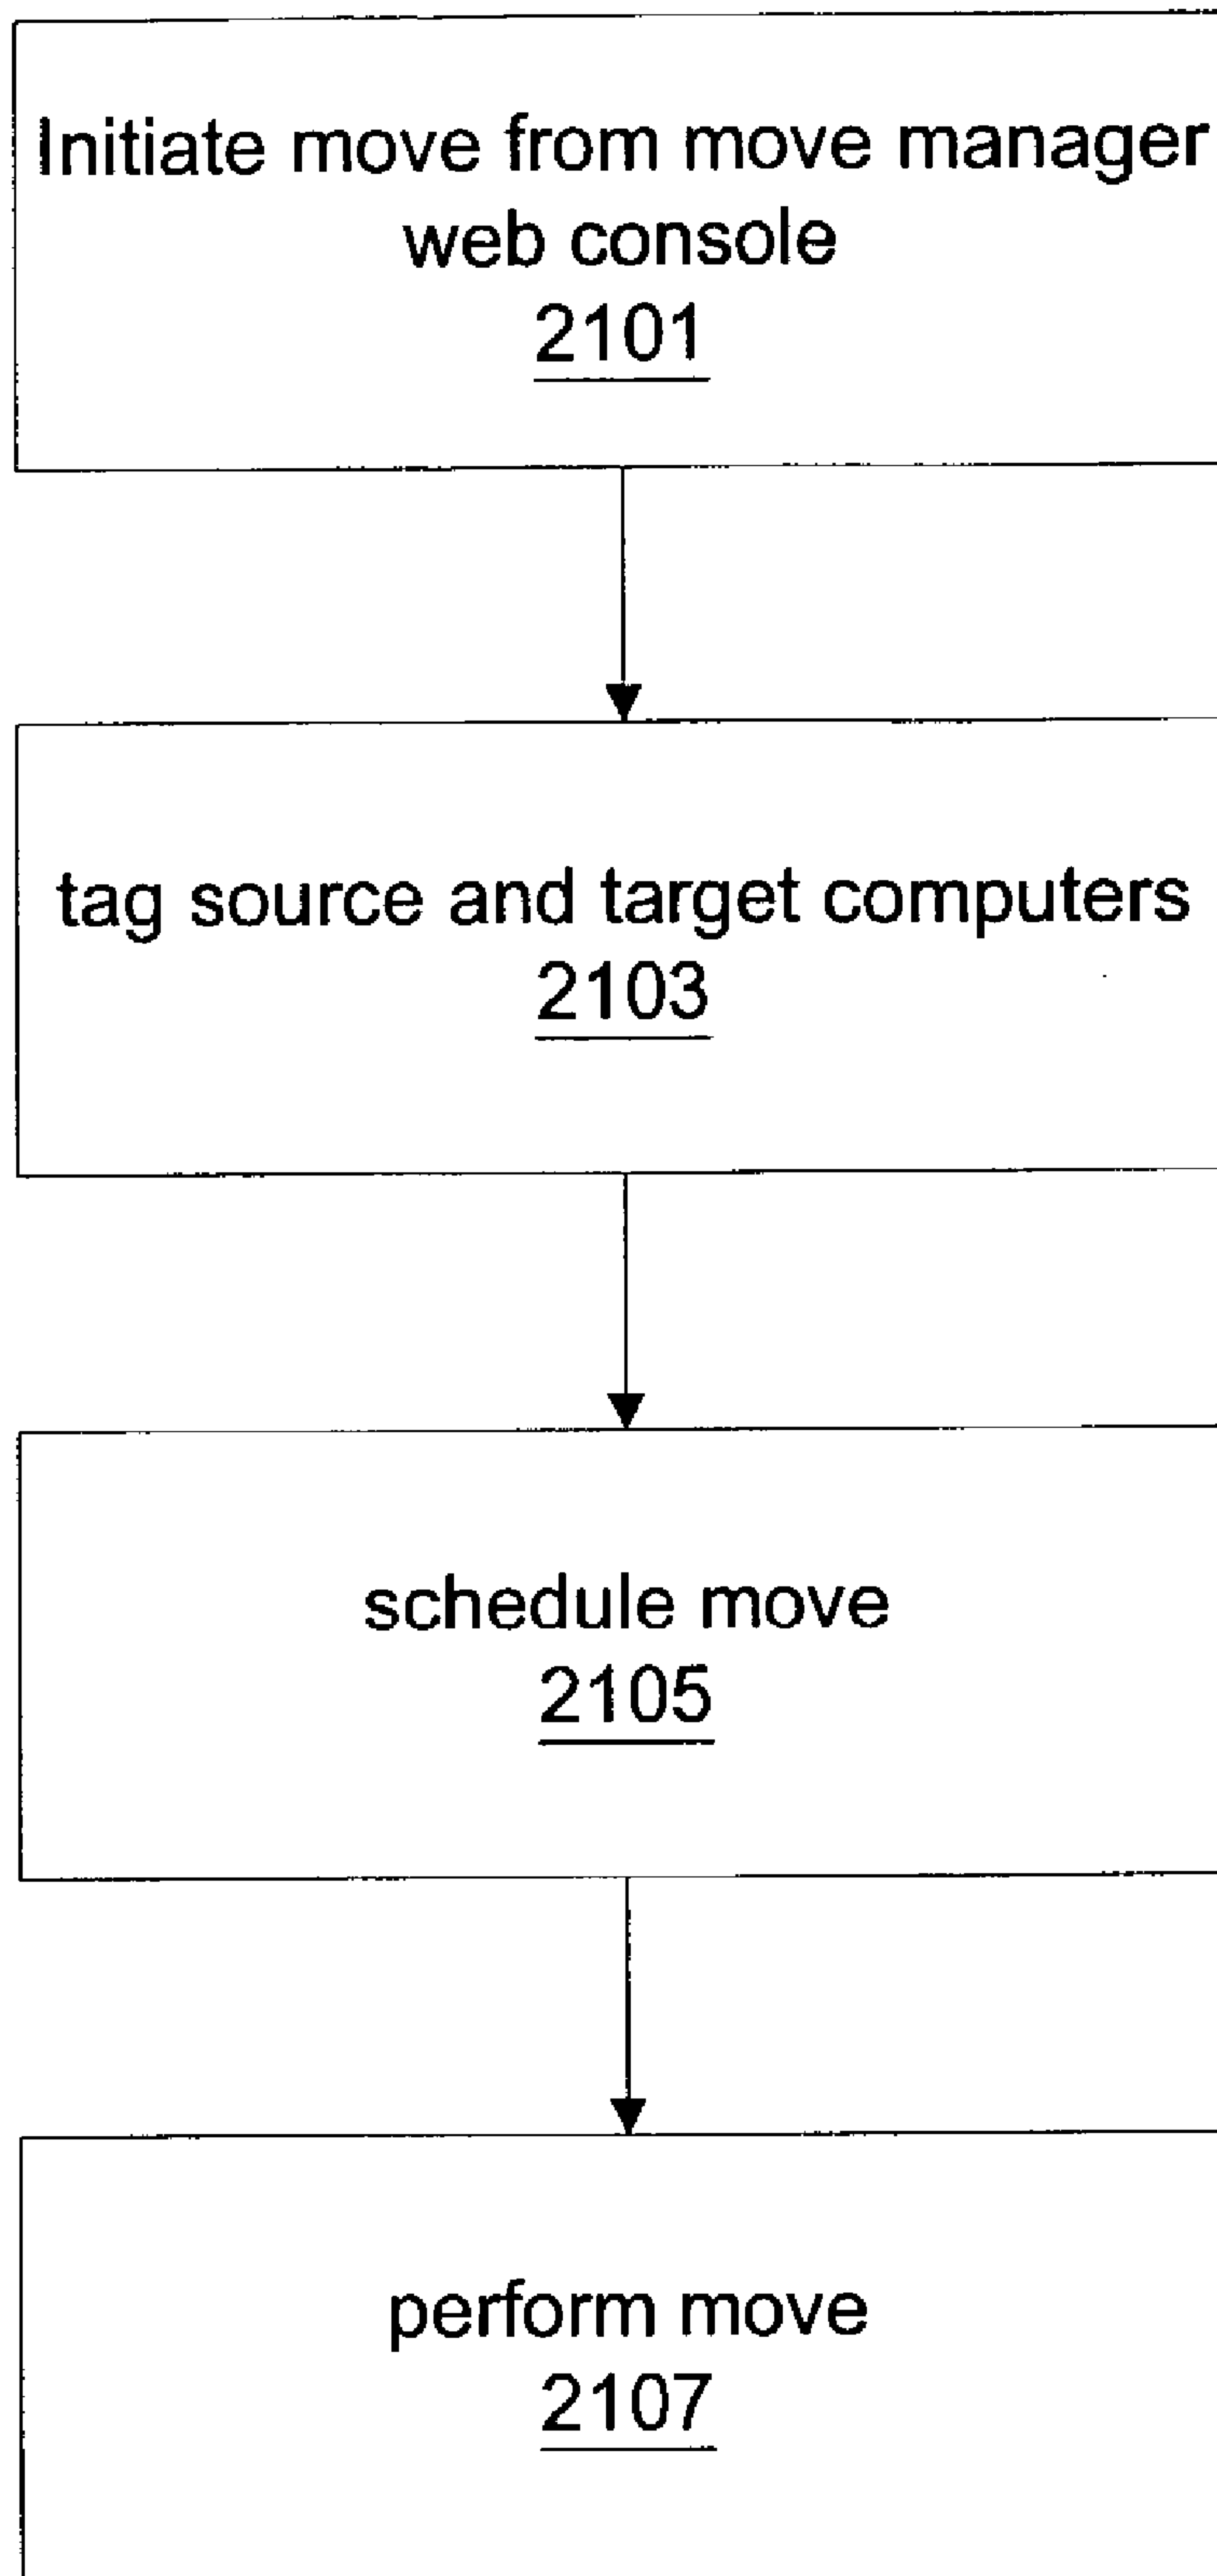 Initiate move from move manager
web console
2101
tag source and target computers
2103
schedule move
2105
perform move
2107